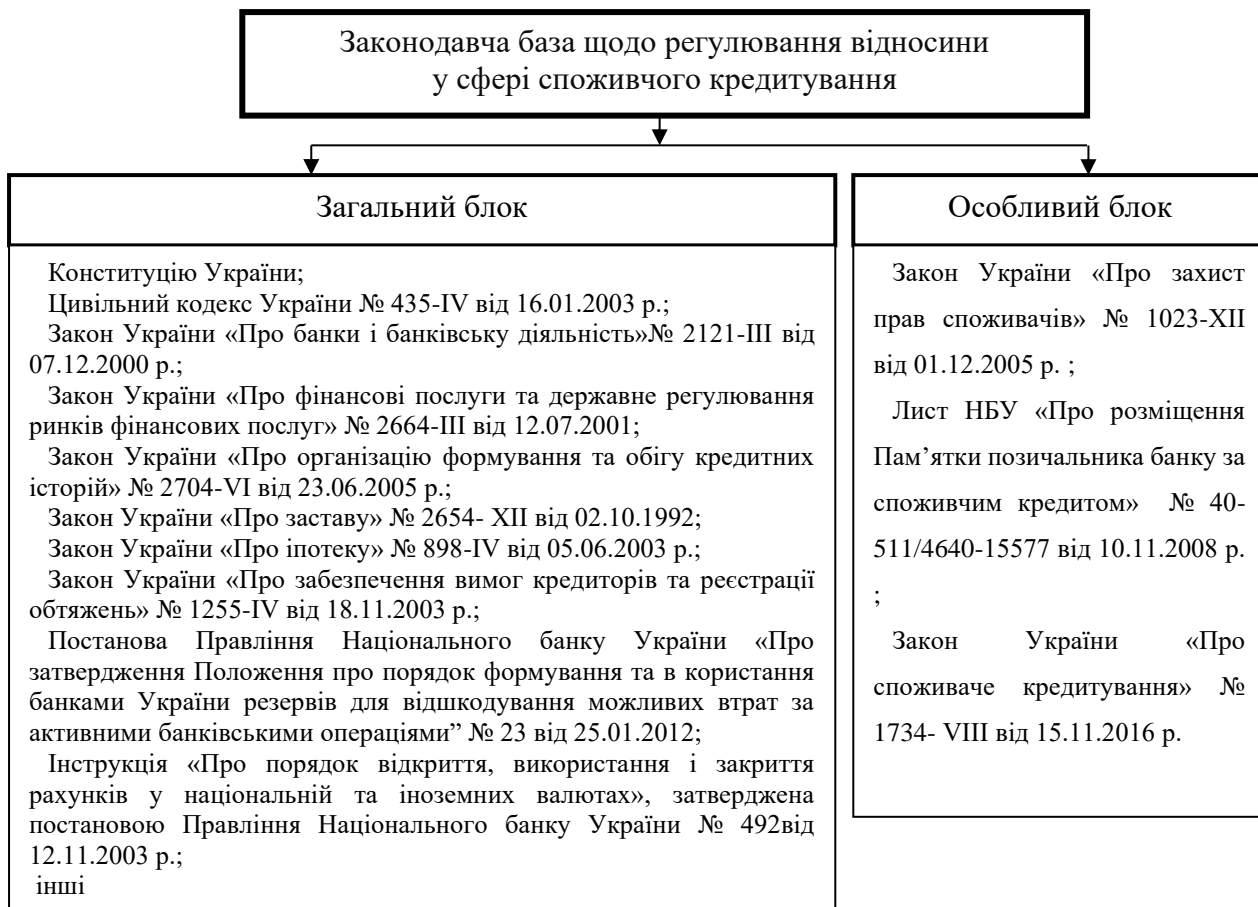 Законодавча база щодо регулювання відносини
у сфері споживчого кредитування
Загальний блок
Конституцію України;
Цивільний кодекс України № 435-IV від 16.01.2003 р.;
Закон України «Про банки і банківську діяльність»№ 2121-III від
07.12.2000 р.;
Закон України «Про фінансові послуги та державне регулювання
ринків фінансових послуг» № 2664-III від 12.07.2001;
Закон України «Про організацію формування та обігу кредитних
історій» № 2704-VI від 23.06.2005 р.;
Закон України «Про заставу» № 2654- XII від 02.10.1992;
Закон України «Про іпотеку» № 898-IV від 05.06.2003 р.;
Закон України «Про забезпечення вимог кредиторів та реєстрації
обтяжень» № 1255-IV від 18.11.2003 р.;
Постанова Правління Національного банку України «Про
затвердження Положення про порядок формування та в користання
банками України резервів для відшкодування можливих втрат за
активними банківськими операціями” № 23 від 25.01.2012;
Інструкція «Про порядок відкриття, використання і закриття
рахунків у національній та іноземних валютах», затверджена
постановою Правління Національного банку України № 492від
12.11.2003 р.;
інші
Особливий блок
Закон України «Про захист
прав споживачів» № 1023-XII
від 01.12.2005 р. ;
Лист НБУ «Про розміщення
Пам’ятки позичальника банку за
споживчим кредитом» № 40-
511/4640-15577 від 10.11.2008 р.
;
Закон України «Про
споживаче кредитування» №
1734- VIII від 15.11.2016 р.